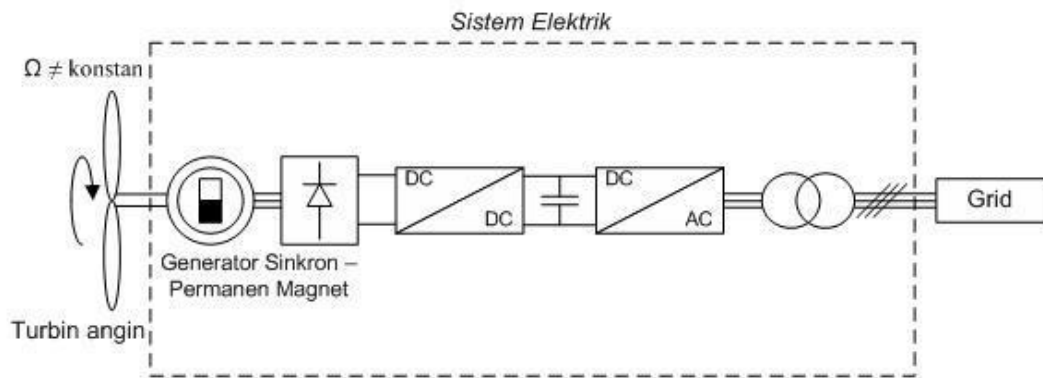 Sistem Elektrik
Ω ≠ konstan
DC
DC
DC
AC
Grid
Generator Sinkron –
Permanen Magnet
Turbin angin